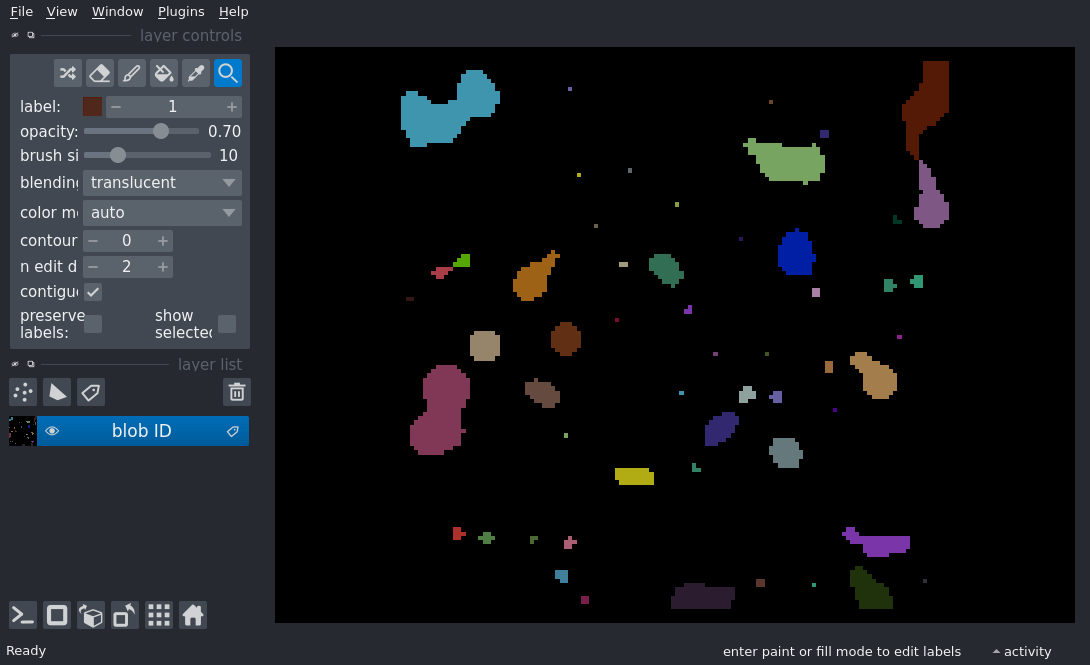 File View Window Plugins Help
layer controls
label: 1
opacity: 0.70
brush si 10
blending translucent
color m auto
contour 0
n edit d 2
contigu
preserve labels: show selected
layer list
blob ID
Ready
enter paint or fill mode to edit labels
activity